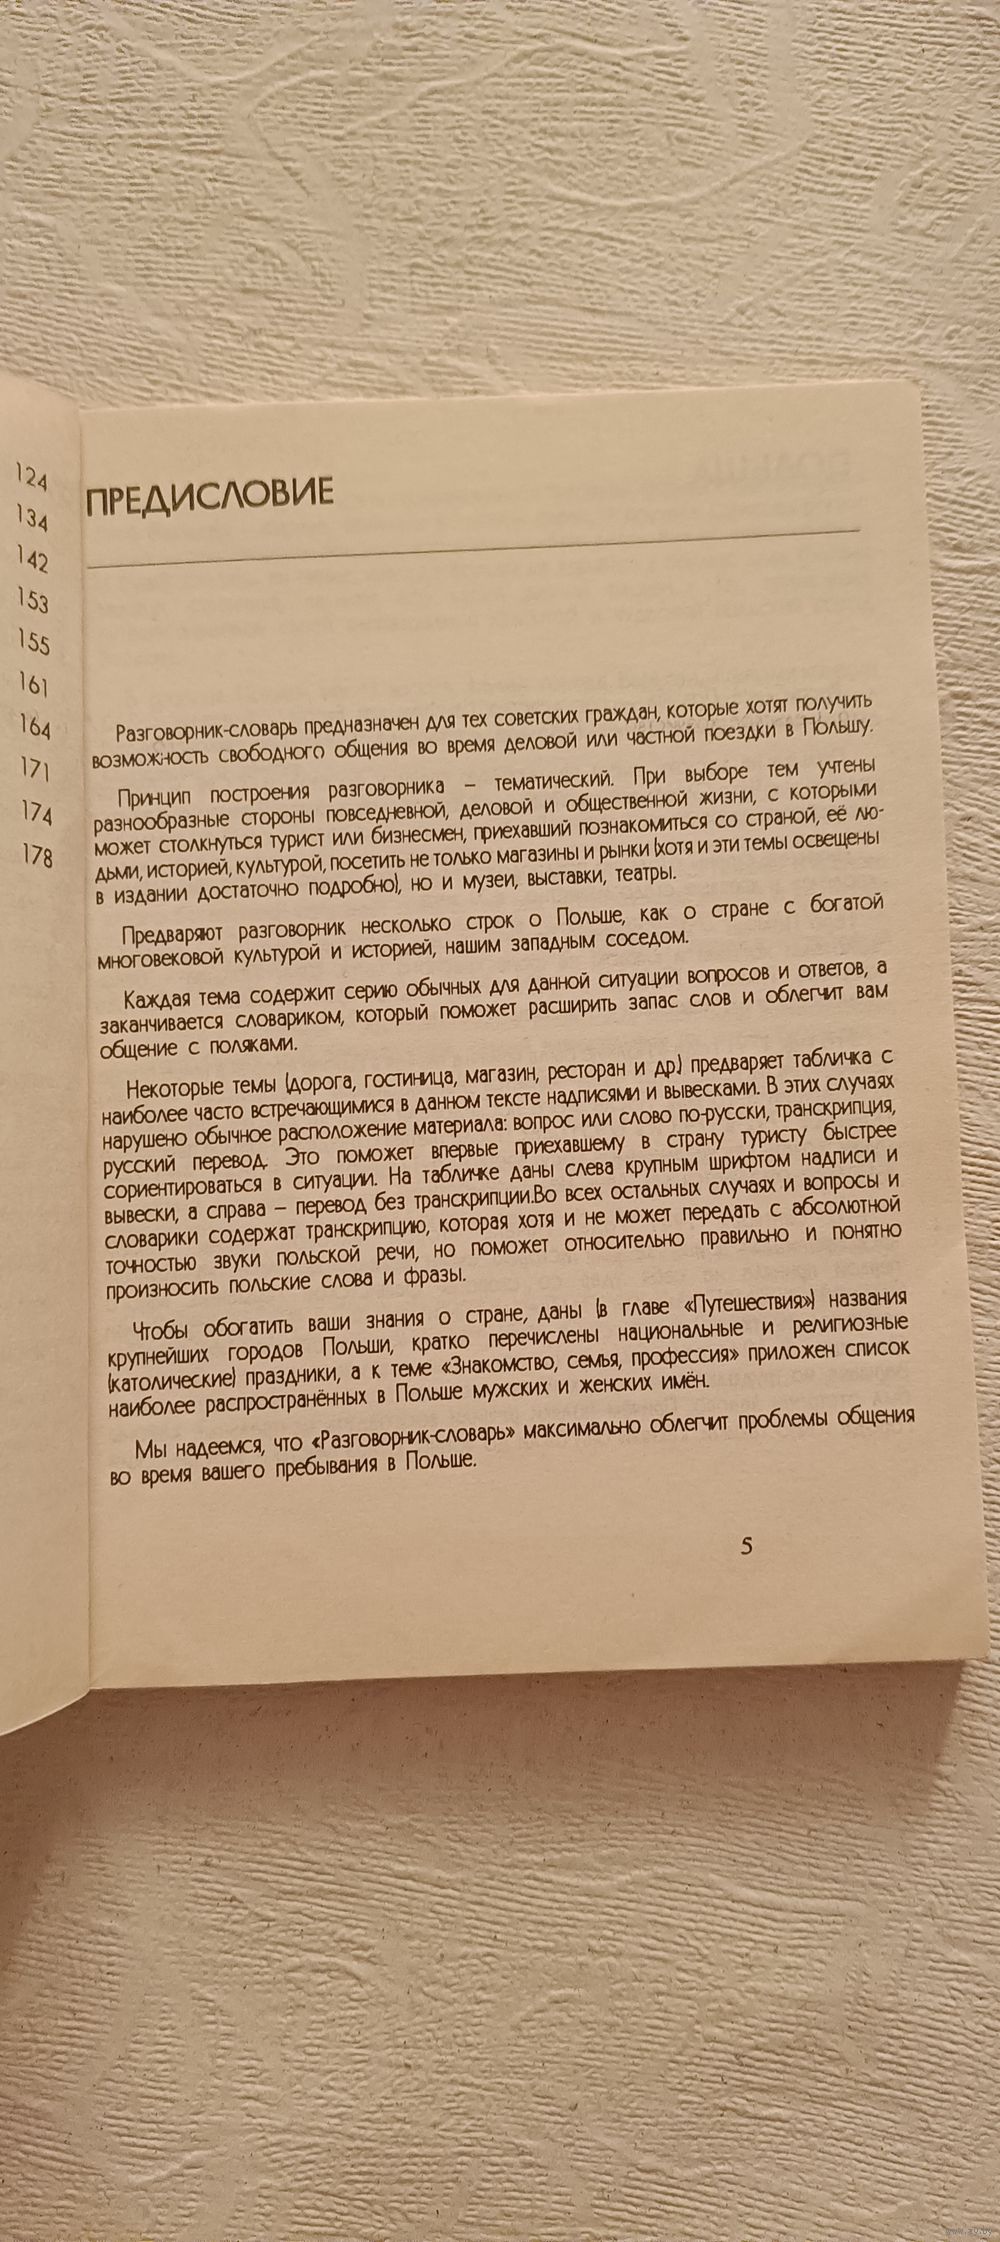 124
134
142
153
155
161
164
171
174
178
ПРЕДИСЛОВИЕ
Разговорник-словарь предназначен для тех советских граждан, которые хотят получить
возможность свободного общения во время деловой или частной поездки в Польшу.
Принцип построения разговорника – тематический. При выборе тем учтены
разнообразные стороны повседневной, деловой и общественной жизни, с которыми
может столкнуться турист или бизнесмен, приехавший познакомиться со страной, её лю-
дьми, историей, культурой, посетить не только магазины и рынки (хотя и эти темы освещены
в издании достаточно подробно), но и музеи, выставки, театры.
Предваряют разговорник несколько строк о Польше, как о стране с богатой
многовековой культурой и историей, нашим западным соседом.
Каждая тема содержит серию обычных для данной ситуации вопросов и ответов, а
заканчивается словариком, который поможет расширить запас слов и облегчит вам
общение с поляками.
Некоторые темы (дорога, гостиница, магазин, ресторан и др.) предваряет табличка с
наиболее часто встречающимися в данном тексте надписями и вывесками. В этих случаях
нарушено обычное расположение материала: вопрос или слово по-русски, транскрипция,
русский перевод. Это поможет впервые приехавшему в страну туристу быстрее
сориентироваться в ситуации. На табличке даны слева крупным шрифтом надписи и
вывески, а справа – перевод без транскрипции.Во всех остальных случаях и вопросы и
словарики содержат транскрипцию, которая хотя и не может передать с абсолютной
точностью звуки польской речи, но поможет относительно правильно и понятно
произносить польские слова и фразы.
Чтобы обогатить ваши знания о стране, даны (в главе «Путешествия») названия
крупнейших городов Польши, кратко перечислены национальные и религиозные
(католические) праздники, а к теме «Знакомство, семья, профессия» приложен список
наиболее распространённых в Польше мужских и женских имён.
Мы надеемся, что «Разговорник-словарь» максимально облегчит проблемы общения
во время вашего пребывания в Польше.
5